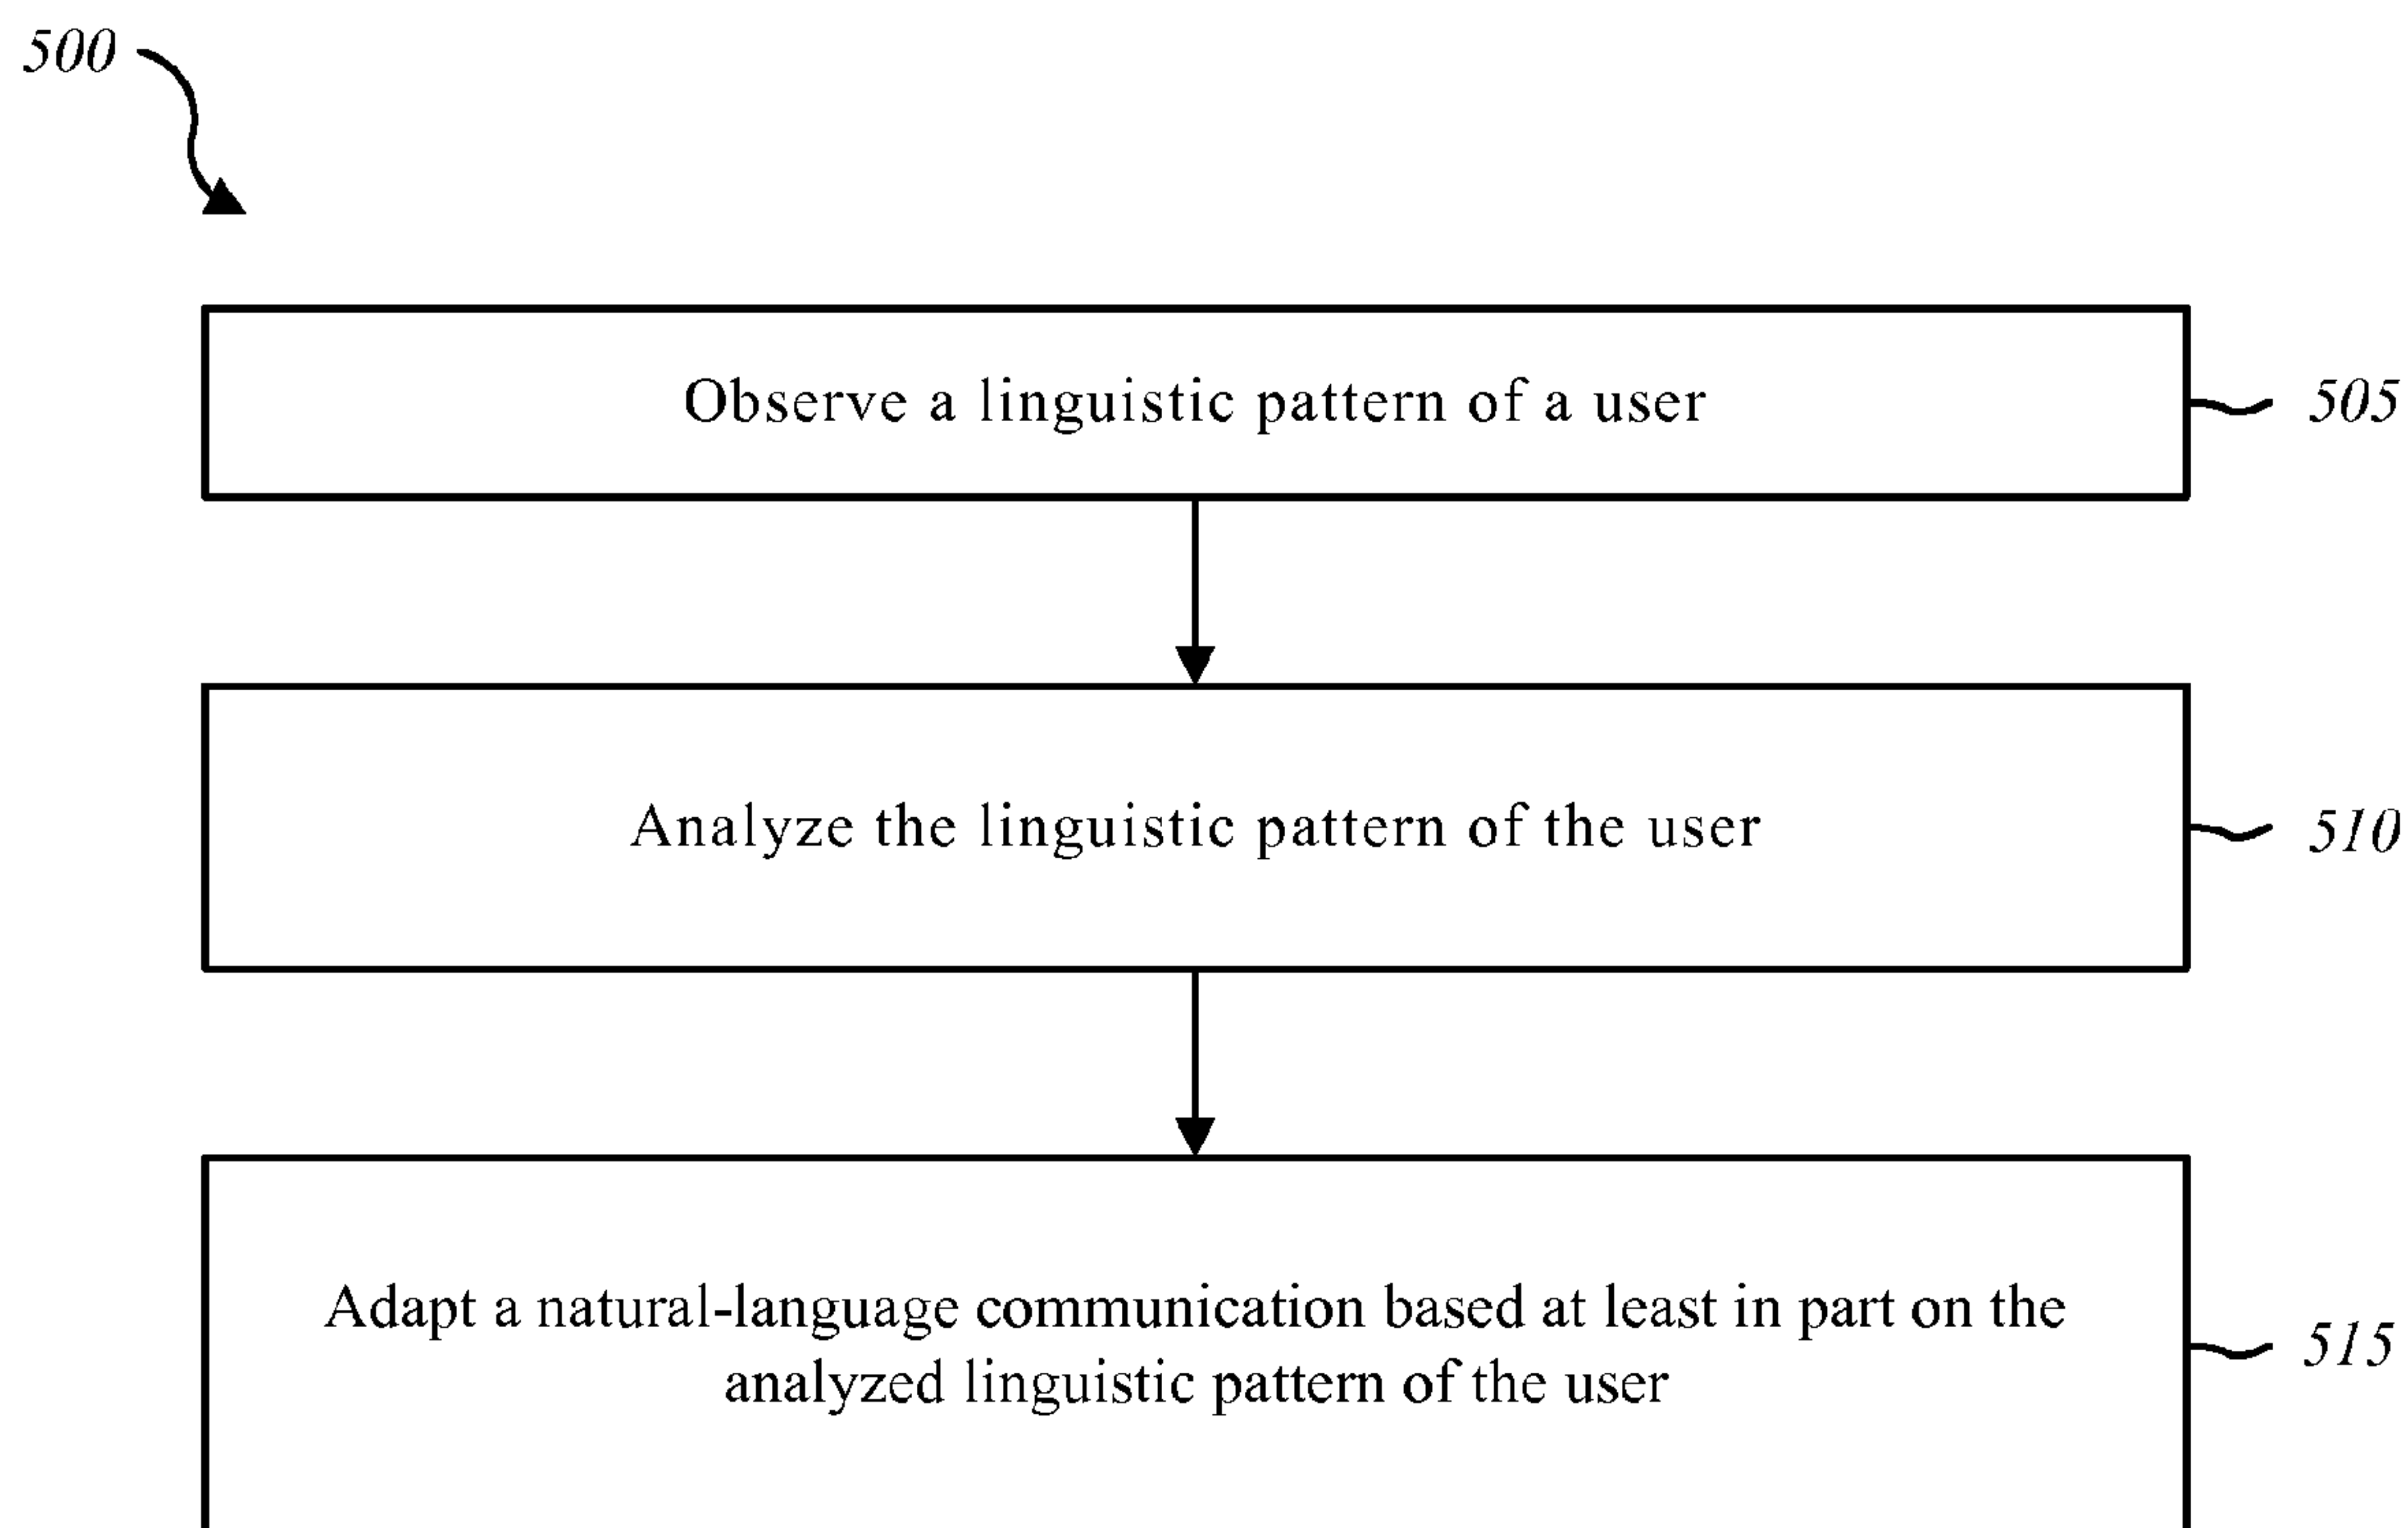 500
Observe a linguistic pattern of a user
505
Analyze the linguistic pattern of the user
510
Adapt a natural-language communication based at least in part on the
analyzed linguistic pattern of the user
515